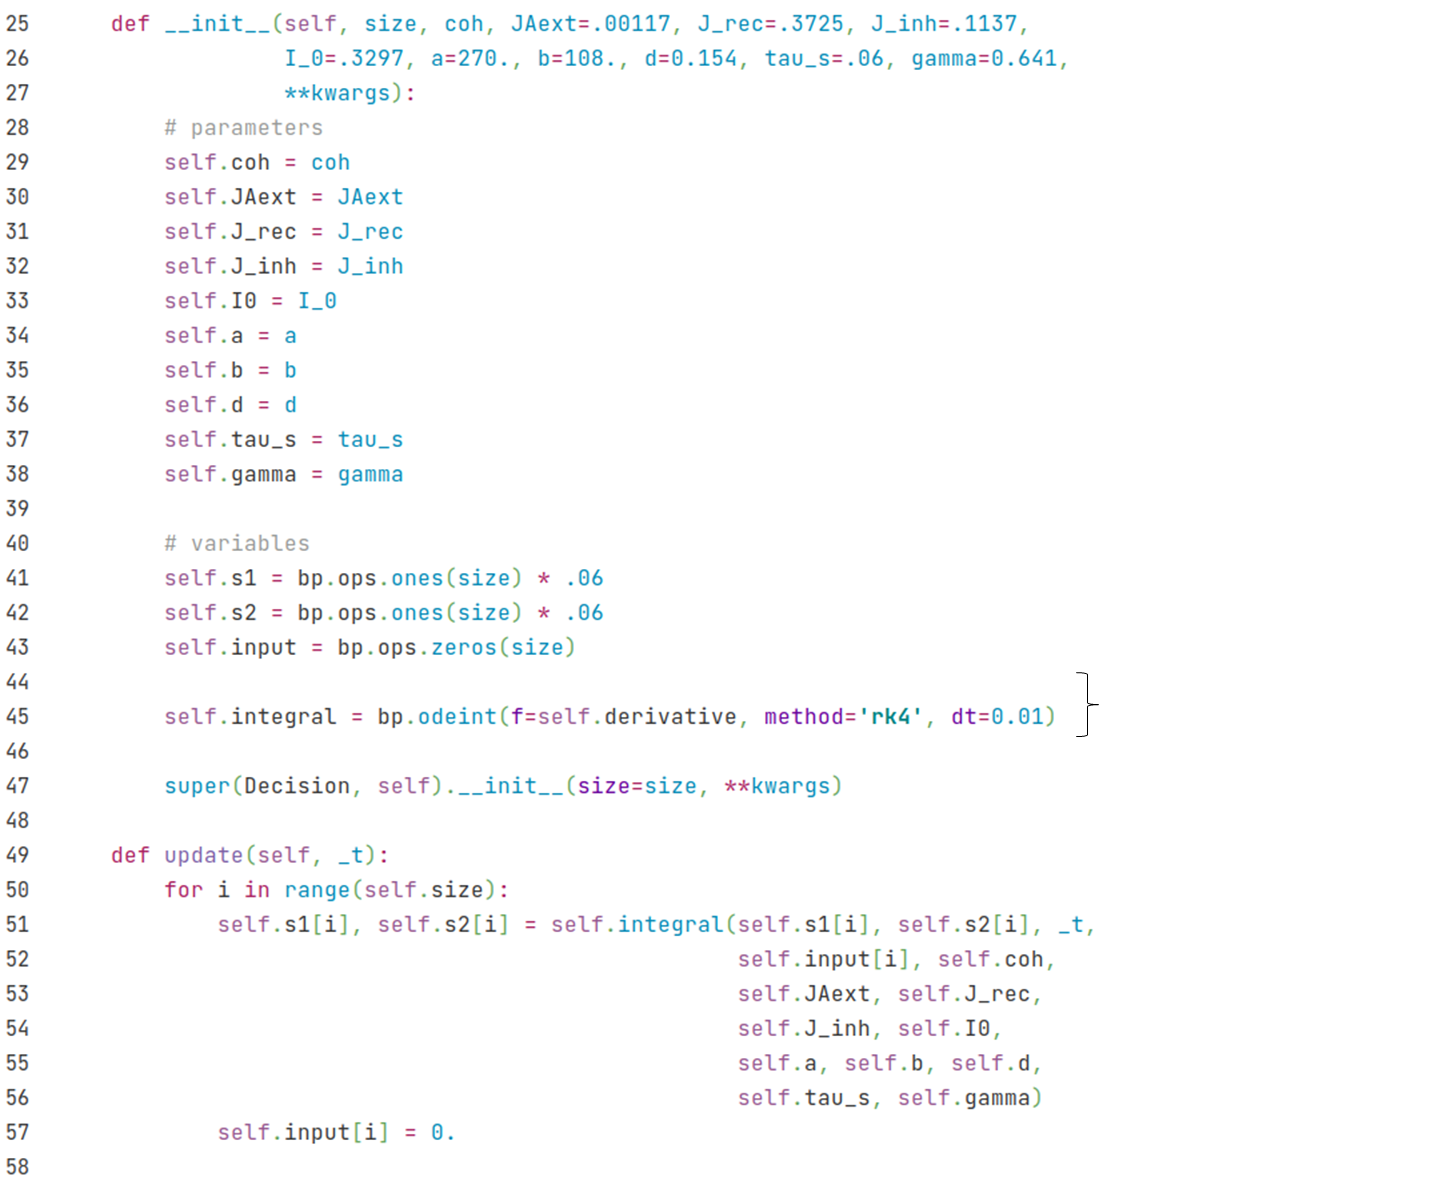 25 def __init__(self, size, coh, JAext=.00117, J_rec=.3725, J_inh=.1137,
26 I_0=.3297, a=270., b=108., d=0.154, tau_s=.06, gamma=0.641,
27 **kwargs):
28 # parameters
29 self.coh = coh
30 self.JAext = JAext
31 self.J_rec = J_rec
32 self.J_inh = J_inh
33 self.I0 = I_0
34 self.a = a
35 self.b = b
36 self.d = d
37 self.tau_s = tau_s
38 self.gamma = gamma
39
40 # variables
41 self.s1 = bp.ops.ones(size) * .06
42 self.s2 = bp.ops.ones(size) * .06
43 self.input = bp.ops.zeros(size)
44
45 self.integral = bp.odeint(f=self.derivative, method='rk4', dt=0.01)
46
47 super(Decision, self).__init__(size=size, **kwargs)
48
49 def update(self, _t):
50 for i in range(self.size):
51 self.s1[i], self.s2[i] = self.integral(self.s1[i], self.s2[i], _t,
52 self.input[i], self.coh,
53 self.JAext, self.J_rec,
54 self.J_inh, self.I0,
55 self.a, self.b, self.d,
56 self.tau_s, self.gamma)
57 self.input[i] = 0.
58